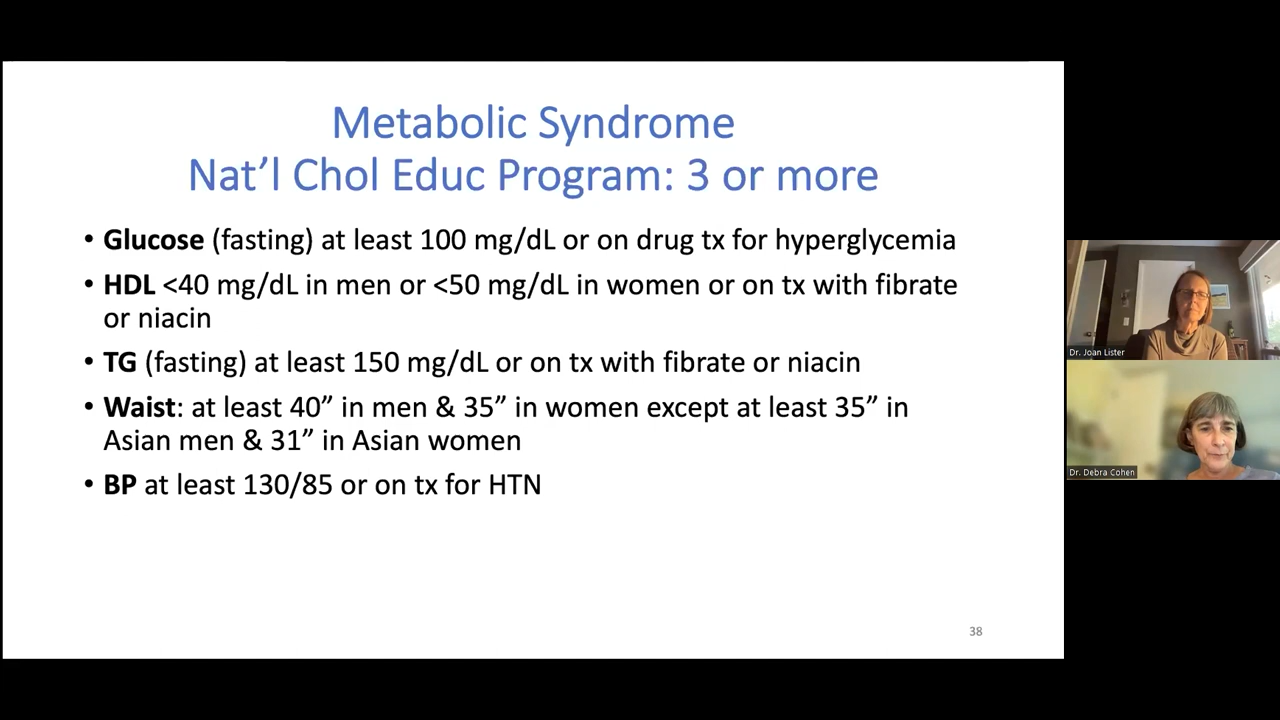 Metabolic Syndrome
Nat’l Chol Educ Program: 3 or more
• Glucose (fasting) at least 100 mg/dL or on drug tx for hyperglycemia
• HDL <40 mg/dL in men or <50 mg/dL in women or on tx with fibrate
or niacin
• TG (fasting) at least 150 mg/dL or on tx with fibrate or niacin
• Waist: at least 40” in men & 35” in women except at least 35” in
Asian men & 31” in Asian women
• BP at least 130/85 or on tx for HTN
38
Dr. Joan Lister
Dr. Debra Cohen